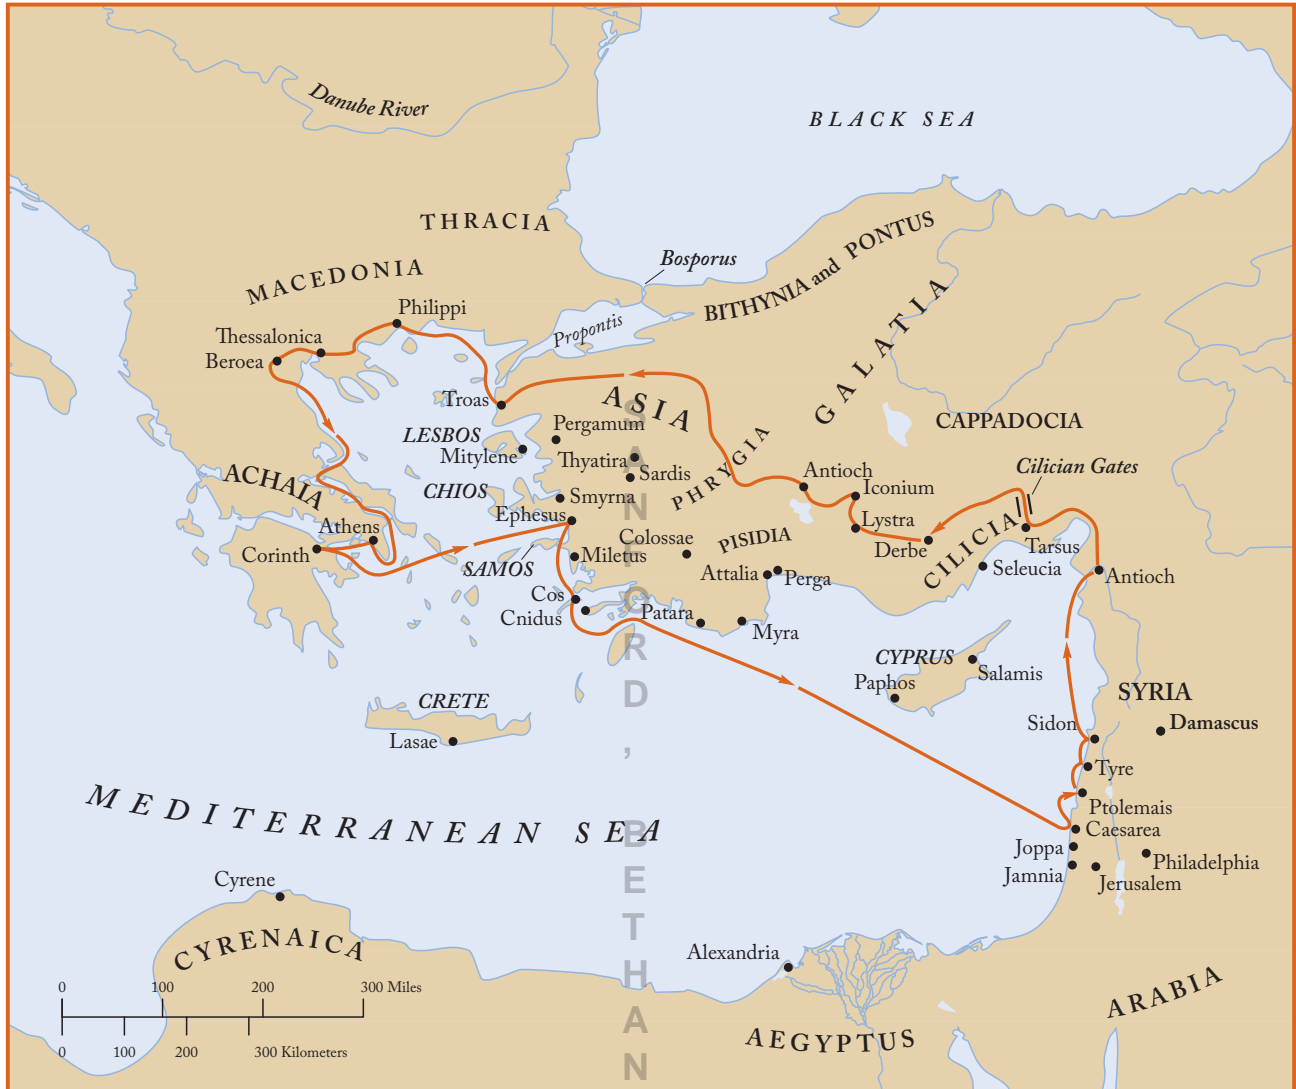 Danube River
BLACK SEA
THRACIA
MACEDONIA
Bosporus
BITHYNIA and PONTUS
Philippi
Propontis
Thessalonica
Beroea
GALATIA
Troas
ASIA
CAPPADOCIA
Pergamum
LESBOS
Mitylene
Thyatira
Sardis
PHRYGIA
Antioch
Iconium
Cilician Gates
ACHAIA
CHIOS
Smyrna
Ephesus
Lystra
Athens
Colossae
PISIDIA
Derbe
CILICIA
Tarsus
Corinth
SAMOS
Miletus
Attalia
Perga
Seleucia
Antioch
Cos
Cnidus
Patara
Myra
CYPRUS
Salamis
Paphos
SYRIA
CRETE
Sidon
Damascus
Lasae
Tyre
MEDITERRANEAN SEA
Ptolemais
Caesarea
Joppa
Philadelphia
Jamnia
Jerusalem
Cyrene
CYRENAICA
Alexandria
0 100 200 300 Miles
0 100 200 300 Kilometers
ARABIA
AEGYPTUS
SANFORD, BETHAN